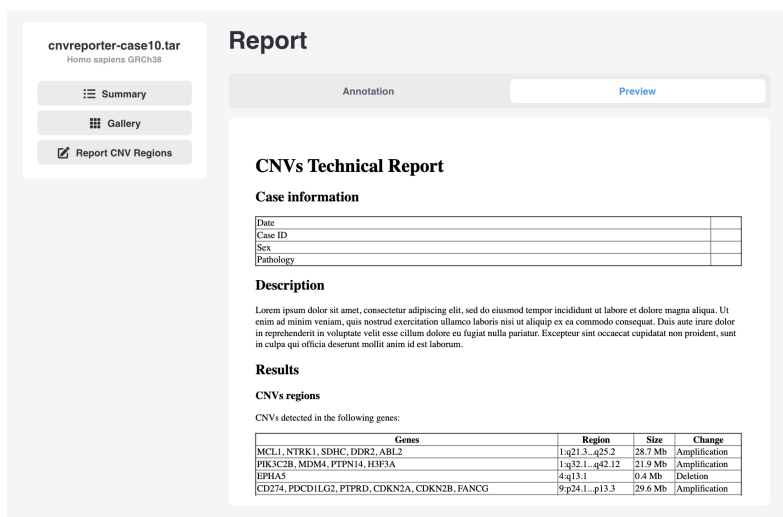 cnvreporter-case10.tar
Homo sapiens GRCh38
Summary
Gallery
Report CNV Regions
Report
Annotation Preview
CNVs Technical Report
Case information
Date
Case ID
Sex
Pathology
Description
Lorem ipsum dolor sit amet, consectetur adipiscing elit, sed do eiusmod tempor incididunt ut labore et dolore magna aliqua. Ut
enim ad minim veniam, quis nostrud exercitation ullamco laboris nisi ut aliquip ex ea commodo consequat. Duis aute irure dolor
in reprehenderit in voluptate velit esse cillum dolore eu fugiat nulla pariatur. Excepteur sint occaecat cupidatat non proident, sunt
in culpa qui officia deserunt mollit anim id est laborum.
Results
CNVs regions
CNVs detected in the following genes:
Genes Region Size Change
MCL1, NTRK1, SDHC, DDR2, ABL2 1:q21.3...q25.2 28.7 Mb Amplification
PIK3C2B, MDM4, PTPN14, H3F3A 1:q32.1...q42.12 21.9 Mb Amplification
EPHA5 4:q13.1 0.4 Mb Deletion
CD274, PDCD1LG2, PTPRD, CDKN2A, CDKN2B, FANCG 9:p24.1...p13.3 29.6 Mb Amplification